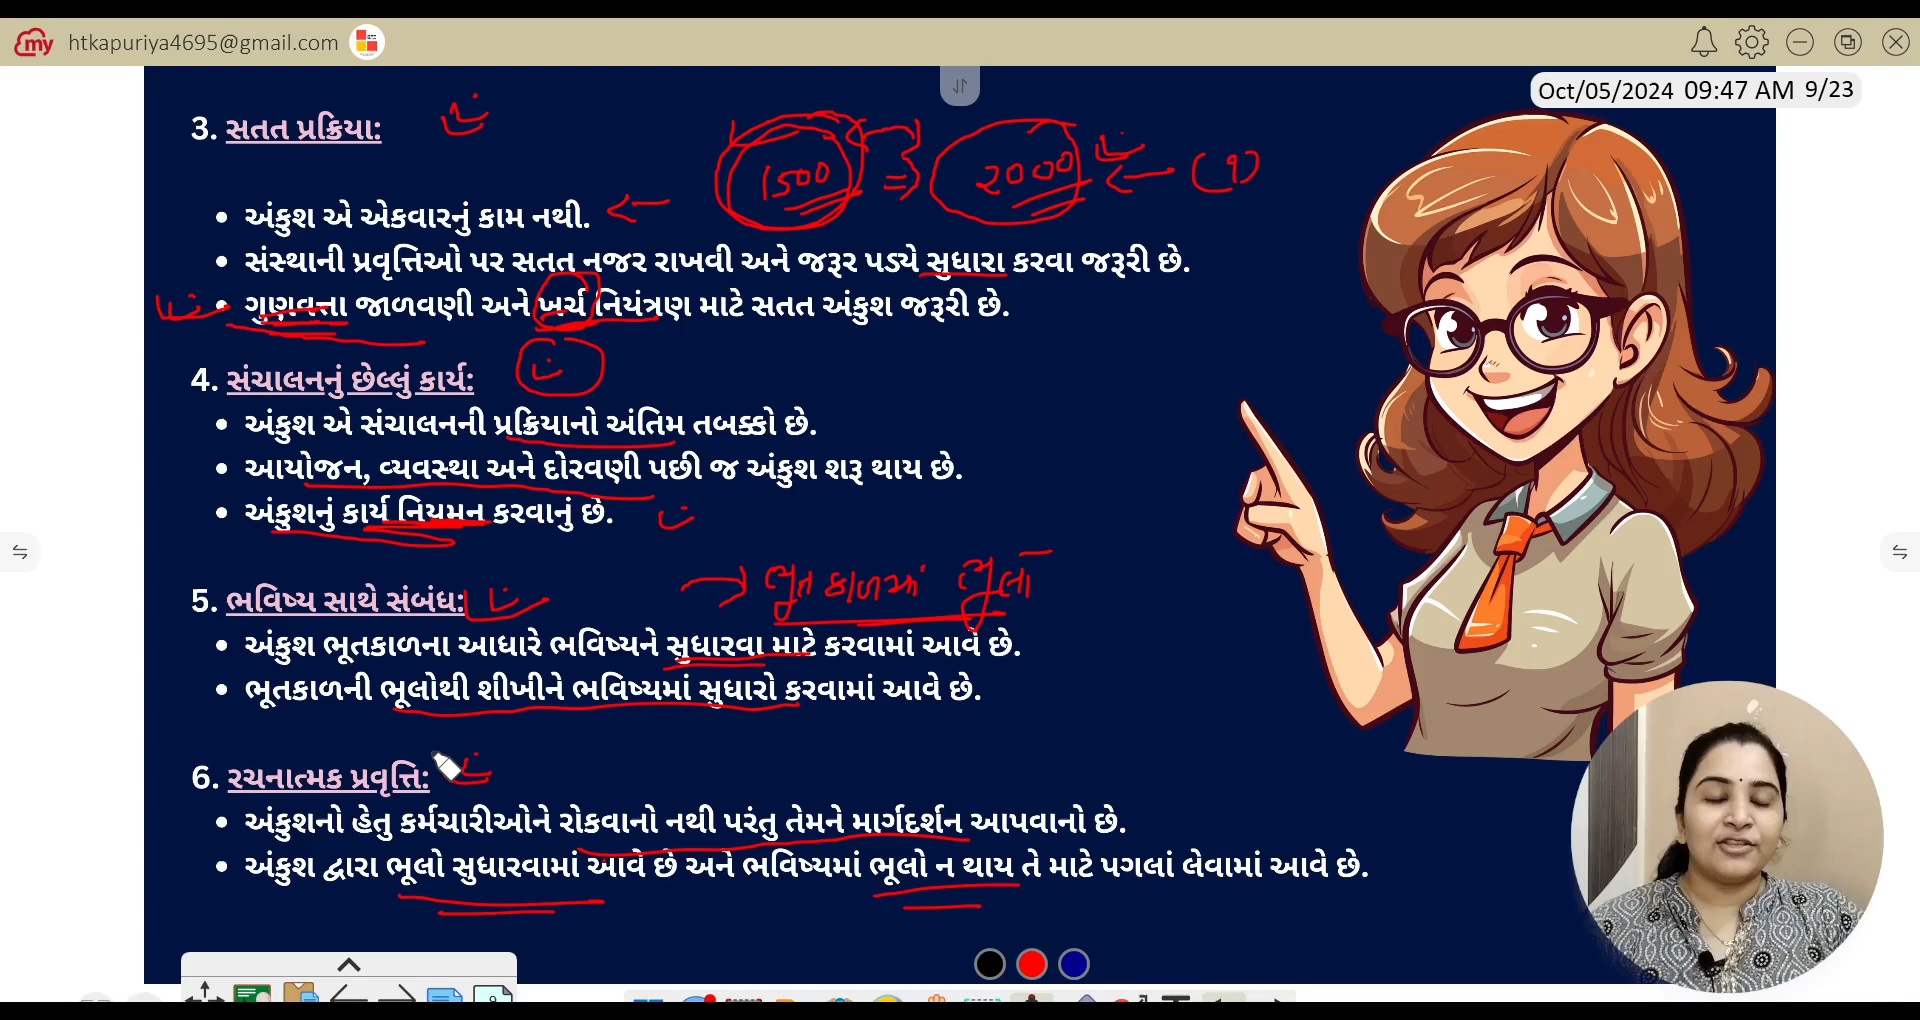 my htkapuriya4695@gmail.com
Oct/05/2024 09:47 AM 9/23
3. સતત પ્રક્રિયા:
1500 ⇒ 2000 ← (૧)
• અંકુશ એ એકવારનું કામ નથી. ←
• સંસ્થાની પ્રવૃત્તિઓ પર સતત નજર રાખવી અને જરૂર પડ્યે સુધારા કરવા જરૂરી છે.
• ગુણવત્તા જાળવણી અને ખર્ચ નિયંત્રણ માટે સતત અંકુશ જરૂરી છે.
4. સંચાલનનું છેલ્લું કાર્ય:
• અંકુશ એ સંચાલનની પ્રક્રિયાનો અંતિમ તબક્કો છે.
• આયોજન, વ્યવસ્થા અને દોરવણી પછી જ અંકુશ શરૂ થાય છે.
• અંકુશનું કાર્ય નિયમન કરવાનું છે.
→ ભૂતકાળમાં ભૂલો
5. ભવિષ્ય સાથે સંબંધ:
• અંકુશ ભૂતકાળના આધારે ભવિષ્યને સુધારવા માટે કરવામાં આવે છે.
• ભૂતકાળની ભૂલોથી શીખીને ભવિષ્યમાં સુધારો કરવામાં આવે છે.
6. રચનાત્મક પ્રવૃત્તિ:
• અંકુશનો હેતુ કર્મચારીઓને રોકવાનો નથી પરંતુ તેમને માર્ગદર્શન આપવાનો છે.
• અંકુશ દ્વારા ભૂલો સુધારવામાં આવે છે અને ભવિષ્યમાં ભૂલો ન થાય તે માટે પગલાં લેવામાં આવે છે.